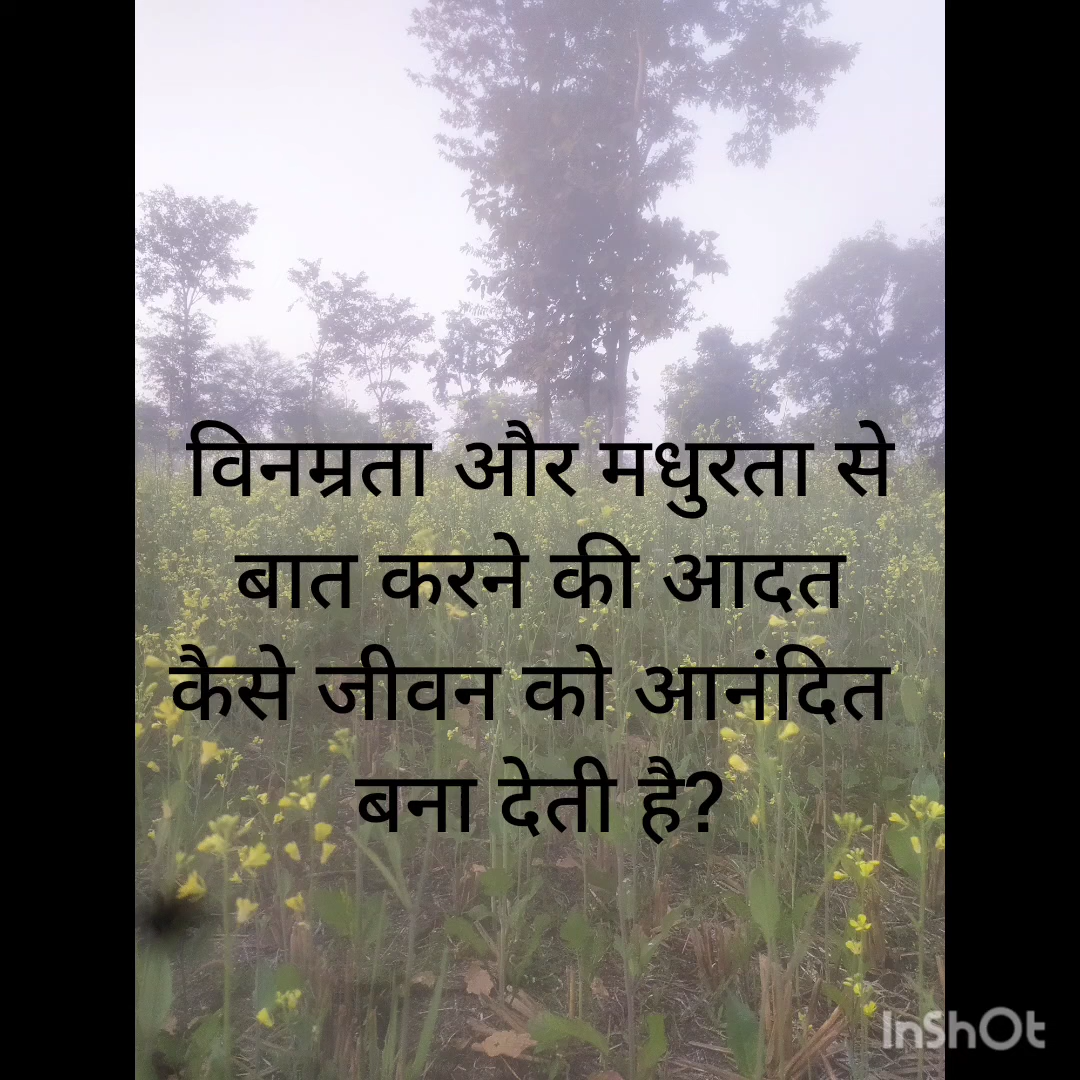 विनम्रता और मधुरता से
बात करने की आदत
कैसे जीवन को आनंदित
बना देती है?
InShOt